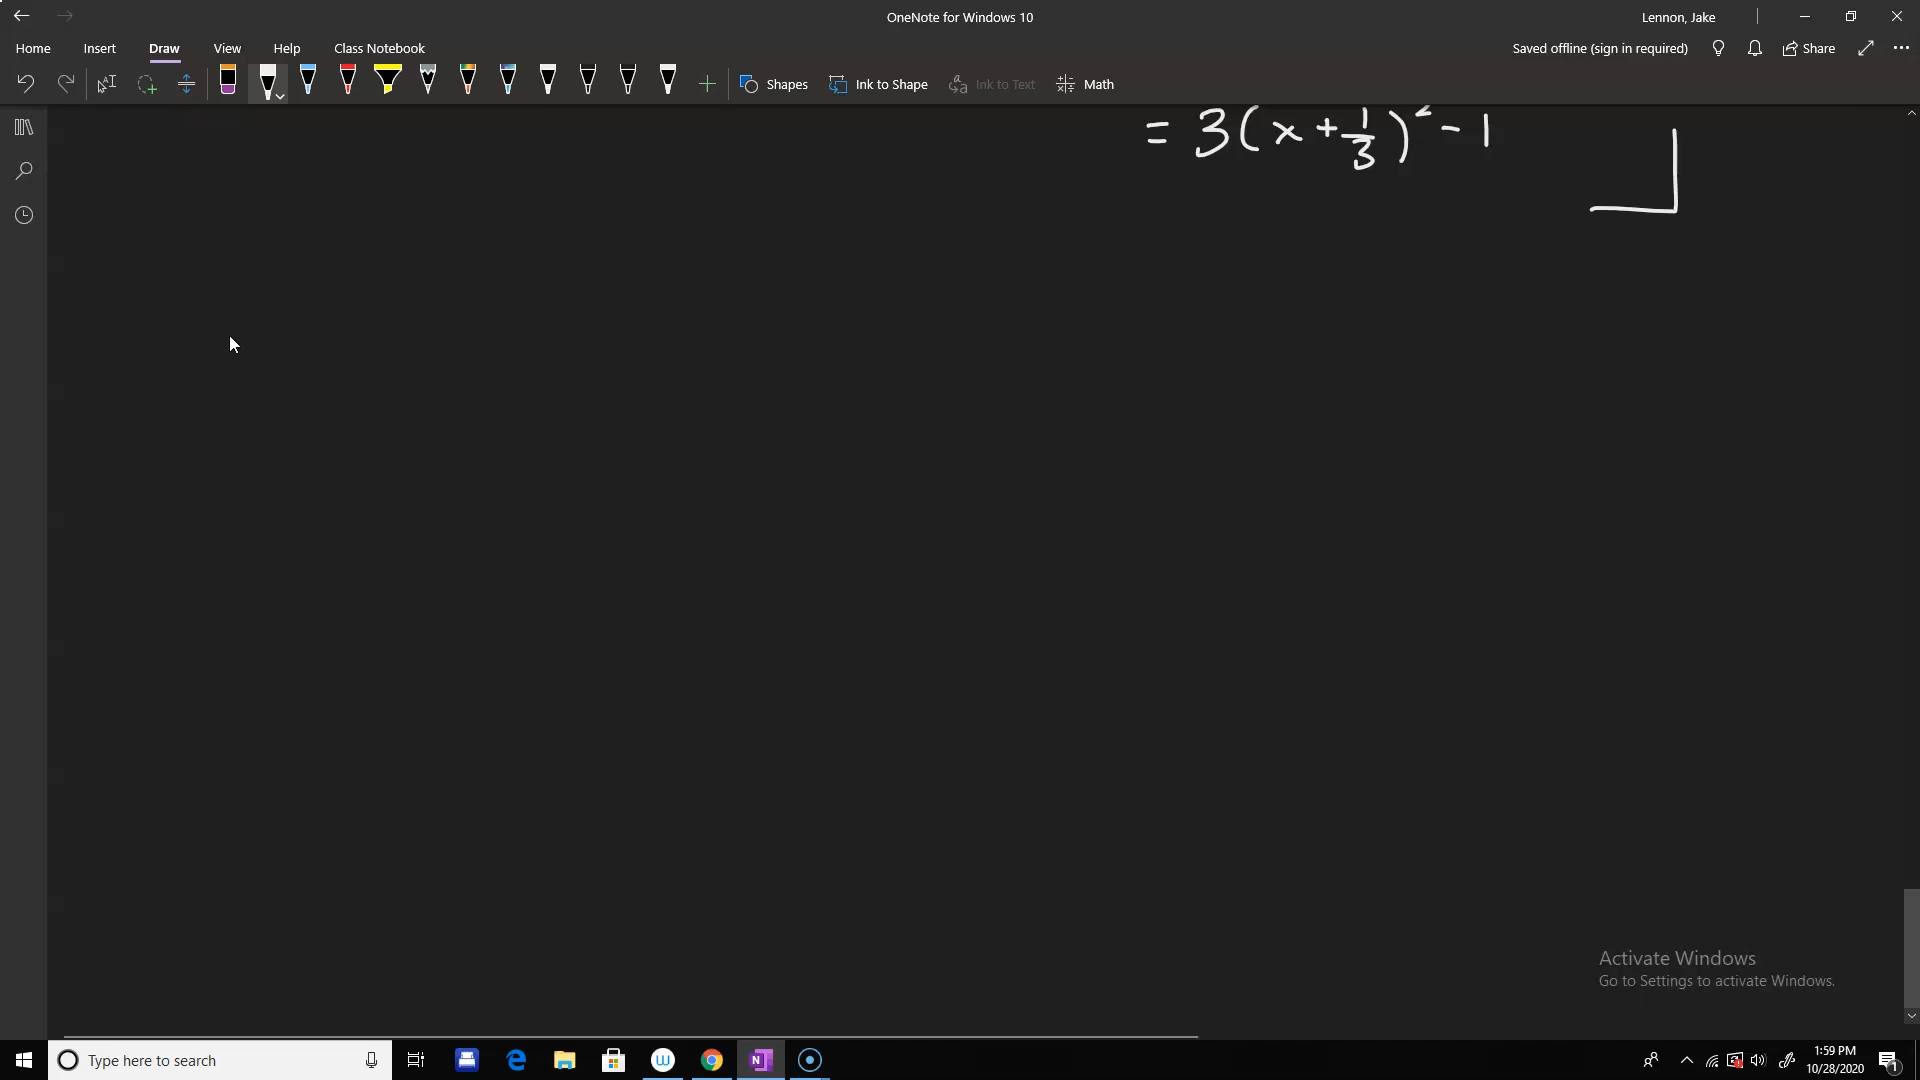 OneNote for Windows 10
Lennon, Jake
Home Insert Draw View Help Class Notebook
Saved offline (sign in required) Share
Shapes Ink to Shape Ink to Text Math
= 3(x + 1/3)² - 1
Activate Windows
Go to Settings to activate Windows.
Type here to search
1:59 PM
10/28/2020
1